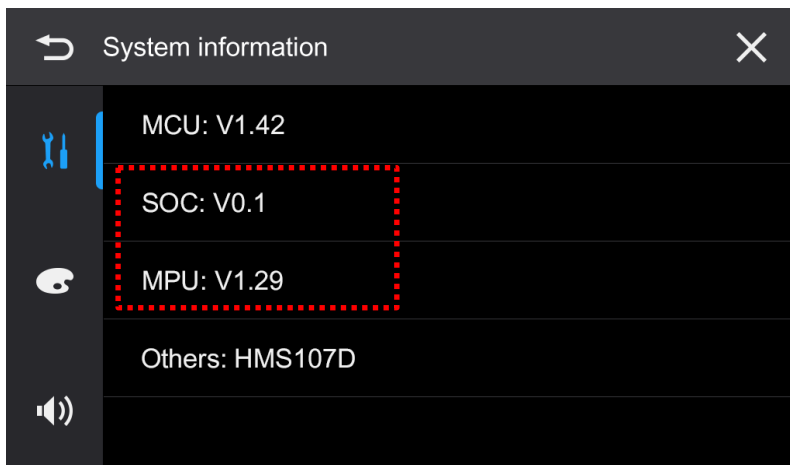 System information
MCU: V1.42
SOC: V0.1
MPU: V1.29
Others: HMS107D